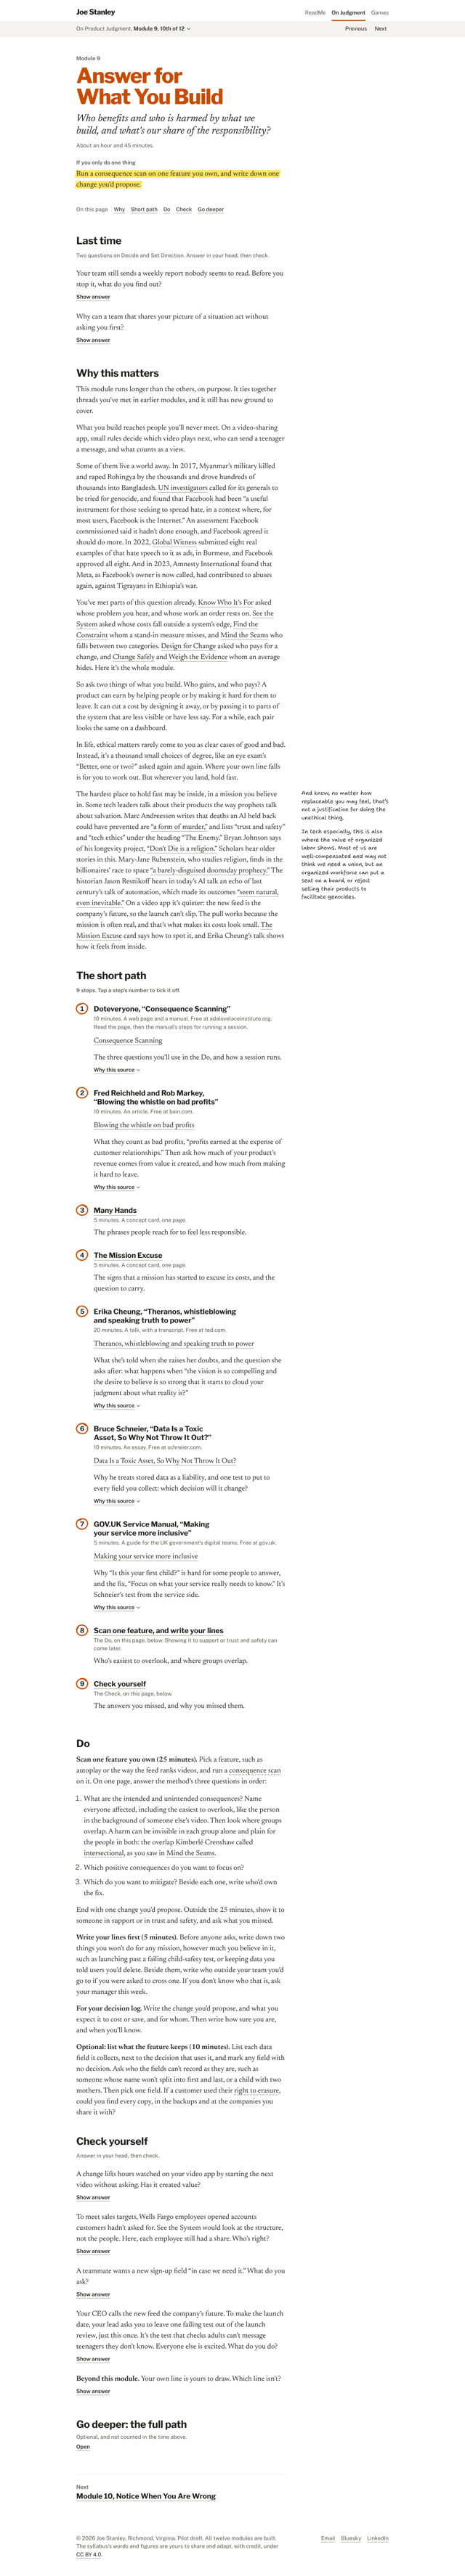 Joe Stanley
ReadMe On Judgment Games
On Product Judgment, Module 9, 10th of 12
Previous Next
Module 9
Answer for
What You Build
Who benefits and who is harmed by what we
build, and what's our share of the responsibility?
About an hour and 45 minutes.
If you only do one thing
Run a consequence scan on one feature you own, and write down one
change you'd propose.
On this page Why Short path Do Check Go deeper
Last time
Two questions on Decide and Set Direction. Answer in your head, then check.
Your team still sends a weekly report nobody seems to read. Before you
stop it, what do you find out?
Show answer
Why can a team that shares your picture of a situation act without
asking you first?
Show answer
Why this matters
This module runs longer than the others, on purpose. It ties together
threads you've met in earlier modules, and it still has new ground to
cover.
What you build reaches people you'll never meet. On a video-sharing
app, small rules decide which video plays next, who can send a teenager
a message, and what counts as a view.
Some of them live a world away. In 2017, Myanmar's military killed
and raped Rohingya by the thousands and drove hundreds of
thousands into Bangladesh. UN investigators called for its generals to
be tried for genocide, and found that Facebook had been "a useful
instrument for those seeking to spread hate, in a context where, for
most users, Facebook is the Internet." An assessment Facebook
commissioned said it hadn't done enough, and Facebook agreed it
should do more. In 2022, Global Witness submitted eight real
examples of that hate speech to it as ads, in Burmese, and Facebook
approved all eight. And in 2023, Amnesty International found that
Meta, as Facebook's owner is now called, had contributed to abuses
again, against Tigrayans in Ethiopia's war.
You've met parts of this question already. Know Who It's For asked
whose problem you hear, and whose work an order rests on. See the
System asked whose costs fall outside a system's edge, Find the
Constraint whom a stand-in measure misses, and Mind the Seams who
falls between two categories. Design for Change asked who pays for a
change, and Change Safely and Weigh the Evidence whom an average
hides. Here it's the whole module.
So ask two things of what you build. Who gains, and who pays? A
product can earn by helping people or by making it hard for them to
leave. It can cut a cost by designing it away, or by passing it to parts of
the system that are less visible or have less say. For a while, each pair
looks the same on a dashboard.
In life, ethical matters rarely come to you as clear cases of good and bad.
Instead, it's a thousand small choices of degree, like an eye exam's
"Better, one or two?" asked again and again. Where your own line falls
is for you to work out. But wherever you land, hold fast.
The hardest place to hold fast may be inside, in a mission you believe
in. Some tech leaders talk about their products the way prophets talk
about salvation. Marc Andreessen writes that deaths an AI held back
could have prevented are "a form of murder," and lists "trust and safety"
and "tech ethics" under the heading "The Enemy." Bryan Johnson says
of his longevity project, "Don't Die is a religion." Scholars hear older
stories in this. Mary-Jane Rubenstein, who studies religion, finds in the
billionaires' race to space "a barely-disguised doomsday prophecy." The
historian Jason Resnikoff hears in today's AI talk an echo of last
century's talk of automation, which made its outcomes "seem natural,
even inevitable." On a video app it's quieter: the new feed is the
company's future, so the launch can't slip. The pull works because the
mission is often real, and that's what makes its costs look small. The
Mission Excuse card says how to spot it, and Erika Cheung's talk shows
how it feels from inside.
And know, no matter how
replaceable you may feel, that's
not a justification for doing the
unethical thing.
In tech especially, this is also
where the value of organized
labor shows. Most of us are
well-compensated and may not
think we need a union, but an
organized workforce can put a
seat on a board, or reject
selling their products to
facilitate genocides.
The short path
9 steps. Tap a step's number to tick it off.
1 Doteveryone, "Consequence Scanning"
10 minutes. A web page and a manual. Free at adalovelaceinstitute.org.
Read the page, then the manual's steps for running a session.
Consequence Scanning
The three questions you'll use in the Do, and how a session runs.
Why this source
2 Fred Reichheld and Rob Markey,
"Blowing the whistle on bad profits"
10 minutes. An article. Free at bain.com.
Blowing the whistle on bad profits
What they count as bad profits, "profits earned at the expense of
customer relationships." Then ask how much of your product's
revenue comes from value it created, and how much from making
it hard to leave.
Why this source
3 Many Hands
5 minutes. A concept card, one page.
The phrases people reach for to feel less responsible.
4 The Mission Excuse
5 minutes. A concept card, one page.
The signs that a mission has started to excuse its costs, and the
question to carry.
5 Erika Cheung, "Theranos, whistleblowing
and speaking truth to power"
20 minutes. A talk, with a transcript. Free at ted.com.
Theranos, whistleblowing and speaking truth to power
What she's told when she raises her doubts, and the question she
asks after: what happens when "the vision is so compelling and
the desire to believe is so strong that it starts to cloud your
judgment about what reality is?"
Why this source
6 Bruce Schneier, "Data Is a Toxic
Asset, So Why Not Throw It Out?"
10 minutes. An essay. Free at schneier.com.
Data Is a Toxic Asset, So Why Not Throw It Out?
Why he treats stored data as a liability, and one test to put to
every field you collect: which decision will it change?
Why this source
7 GOV.UK Service Manual, "Making
your service more inclusive"
5 minutes. A guide for the UK government's digital teams. Free at gov.uk.
Making your service more inclusive
Why "Is this your first child?" is hard for some people to answer,
and the fix, "Focus on what your service really needs to know." It's
Schneier's test from the service side.
Why this source
8 Scan one feature, and write your lines
The Do, on this page, below. Showing it to support or trust and safety can
come later.
Who's easiest to overlook, and where groups overlap.
9 Check yourself
The Check, on this page, below.
The answers you missed, and why you missed them.
Do
Scan one feature you own (25 minutes). Pick a feature, such as
autoplay or the way the feed ranks videos, and run a consequence scan
on it. On one page, answer the method's three questions in order:
1. What are the intended and unintended consequences? Name
everyone affected, including the easiest to overlook, like the person
in the background of someone else's video. Then look where groups
overlap. A harm can be invisible in each group alone and plain for
the people in both: the overlap Kimberlé Crenshaw called
intersectional, as you saw in Mind the Seams.
2. Which positive consequences do you want to focus on?
3. Which do you want to mitigate? Beside each one, write who'd own
the fix.
End with one change you'd propose. Outside the 25 minutes, show it to
someone in support or in trust and safety, and ask what you missed.
Write your lines first (5 minutes). Before anyone asks, write down two
things you won't do for any mission, however much you believe in it,
such as launching past a failing child-safety test, or keeping data you
told users you'd delete. Beside them, write who outside your team you'd
go to if you were asked to cross one. If you don't know who that is, ask
your manager this week.
For your decision log. Write the change you'd propose, and what you
expect it to cost or save, and for whom. Then write how sure you are,
and when you'll know.
Optional: list what the feature keeps (10 minutes). List each data
field it collects, next to the decision that uses it, and mark any field with
no decision. Ask who the fields can't record as they are, such as
someone whose name won't split into first and last, or a child with two
mothers. Then pick one field. If a customer used their right to erasure,
could you find every copy, in the backups and at the companies you
share it with?
Check yourself
Answer in your head, then check.
A change lifts hours watched on your video app by starting the next
video without asking. Has it created value?
Show answer
To meet sales targets, Wells Fargo employees opened accounts
customers hadn't asked for. See the System would look at the structure,
not the people. Here, each employee still had a share. Who's right?
Show answer
A teammate wants a new sign-up field "in case we need it." What do you
ask?
Show answer
Your CEO calls the new feed the company's future. To make the launch
date, your lead asks you to leave one failing test out of the launch
review, just this once. It's the test that checks adults can't message
teenagers they don't know. Everyone else is excited. What do you do?
Show answer
Beyond this module. Your own line is yours to draw. Which line isn't?
Show answer
Go deeper: the full path
Optional, and not counted in the time above.
Open
Next
Module 10, Notice When You Are Wrong
© 2026 Joe Stanley, Richmond, Virginia. Pilot draft. All twelve modules are built.
The syllabus's words and figures are yours to share and adapt, with credit, under
CC BY 4.0.
Email Bluesky LinkedIn